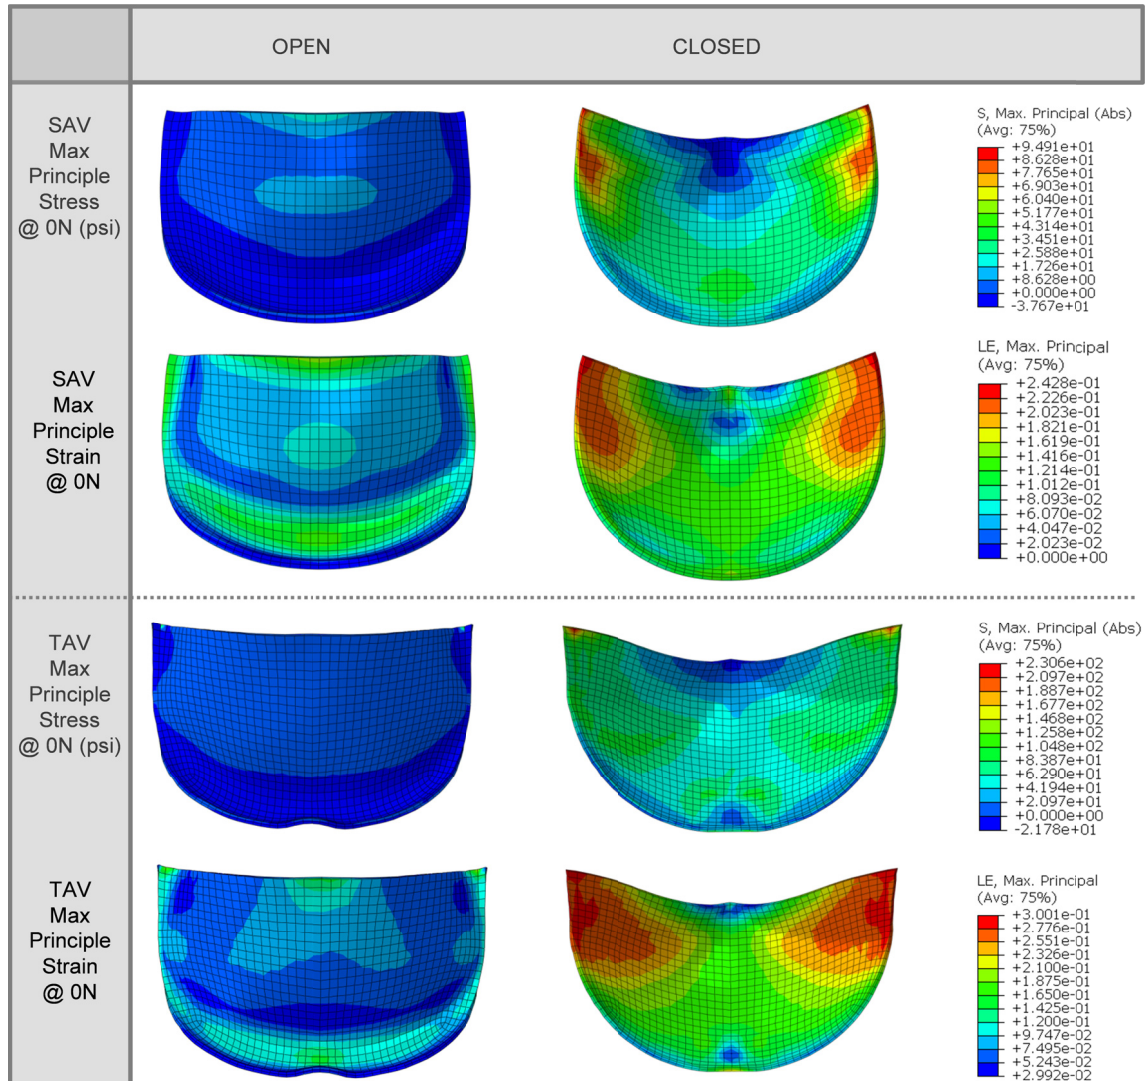 OPEN
CLOSED
SAV
Max
Principle
Stress
@ 0N (psi)
S, Max. Principal (Abs)
(Avg: 75%)
+9.491e+01
+8.628e+01
+7.765e+01
+6.903e+01
+6.040e+01
+5.177e+01
+4.314e+01
+3.451e+01
+2.588e+01
+1.726e+01
+8.628e+00
+0.000e+00
-3.767e+01
SAV
Max
Principle
Strain
@ 0N
LE, Max. Principal
(Avg: 75%)
+2.428e-01
+2.226e-01
+2.023e-01
+1.821e-01
+1.619e-01
+1.416e-01
+1.214e-01
+1.012e-01
+8.093e-02
+6.070e-02
+4.047e-02
+2.023e-02
+0.000e+00
TAV
Max
Principle
Stress
@ 0N (psi)
S, Max. Principal (Abs)
(Avg: 75%)
+2.306e+02
+2.097e+02
+1.887e+02
+1.677e+02
+1.468e+02
+1.258e+02
+1.048e+02
+8.387e+01
+6.290e+01
+4.194e+01
+2.097e+01
+0.000e+00
-2.178e+01
TAV
Max
Principle
Strain
@ 0N
LE, Max. Principal
(Avg: 75%)
+3.001e-01
+2.776e-01
+2.551e-01
+2.326e-01
+2.100e-01
+1.875e-01
+1.650e-01
+1.425e-01
+1.200e-01
+9.747e-02
+7.495e-02
+5.243e-02
+2.992e-02